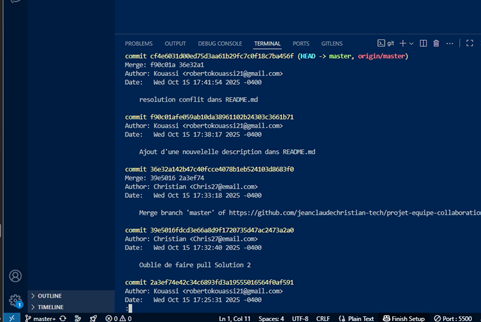 PROBLEMS OUTPUT DEBUG CONSOLE TERMINAL PORTS GITLENS git
commit cf4e6031d00ed75d3aa61b29fc7c0f18c7ba456f (HEAD -> master, origin/master)
Merge: f90c01a 36e32a1
Author: Kouassi <robertokouassi21@gmail.com>
Date: Wed Oct 15 17:41:54 2025 -0400
resolution conflit dans README.md
commit f90c01afe059ab10da38961102b24303c3661b71
Author: Kouassi <robertokouassi21@gmail.com>
Date: Wed Oct 15 17:38:17 2025 -0400
Ajout d'une nouvelelle description dans README.md
commit 36e32a142b47c40fcce4078b1eb524103d8683f0
Merge: 39e5016 2a3ef74
Author: Christian <Chris27@email.com>
Date: Wed Oct 15 17:33:18 2025 -0400
Merge branch 'master' of https://github.com/jeanclaudechristian-tech/projet-equipe-collaboration
commit 39e5016fdcd3e66a8d9f1720735d47ac2473a2a0
Author: Christian <Chris27@email.com>
Date: Wed Oct 15 17:32:40 2025 -0400
Oublie de faire pull Solution 2
commit 2a3ef74e42c34c6893fd3a19555016564f0af591
Author: Kouassi <robertokouassi21@gmail.com>
Date: Wed Oct 15 17:25:31 2025 -0400
:
OUTLINE
TIMELINE
1
master+ 0 0 Ln 1, Col 11 Spaces: 4 UTF-8 CRLF Plain Text Finish Setup Port : 5500